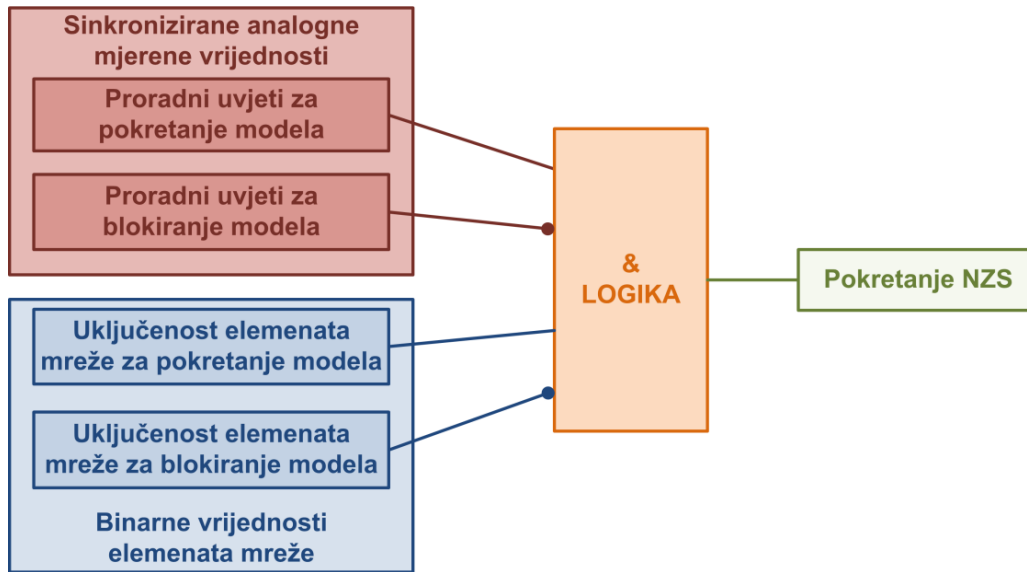 Sinkronizirane analogne
mjerene vrijednosti
Proradni uvjeti za
pokretanje modela
Proradni uvjeti za
blokiranje modela
&
LOGIKA
Pokretanje NZS
Uključenost elemenata
mreže za pokretanje modela
Uključenost elemenata
mreže za blokiranje modela
Binarne vrijednosti
elemenata mreže